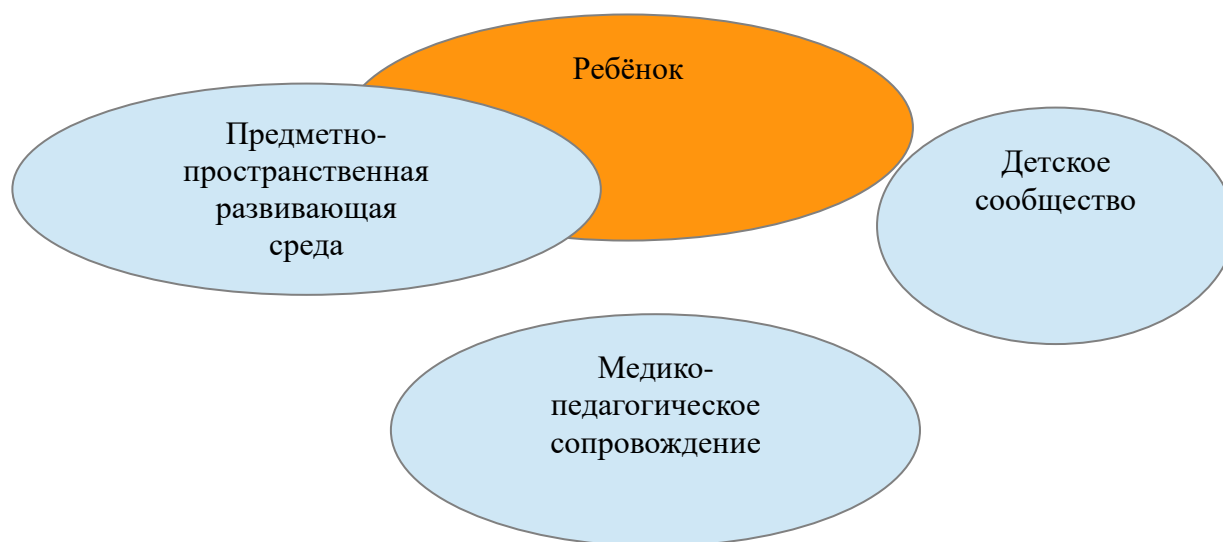 Ребёнок
Предметно-
пространственная
развивающая
среда
Детское
сообщество
Медико-
педагогическое
сопровождение